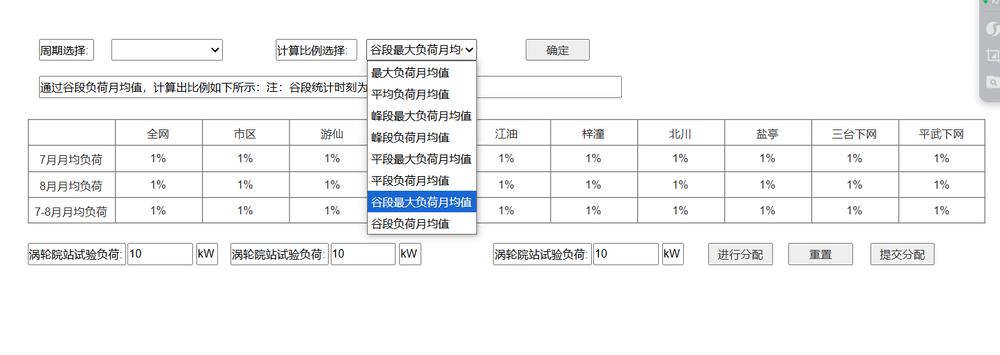 周期选择:
计算比例选择:
谷段最大负荷月均
确定
最大负荷月均值
平均负荷月均值
峰段最大负荷月均值
峰段负荷月均值
平段最大负荷月均值
平段负荷月均值
谷段最大负荷月均值
谷段负荷月均值
通过谷段负荷月均值，计算出比例如下所示：注：谷段统计时刻为
全网 市区 游仙 江油 梓潼 北川 盐亭 三台下网 平武下网
7月月均负荷 1% 1% 1% 1% 1% 1% 1% 1% 1%
8月月均负荷 1% 1% 1% 1% 1% 1% 1% 1% 1%
7-8月月均负荷 1% 1% 1% 1% 1% 1% 1% 1% 1%
涡轮院站试验负荷: 10 kW 涡轮院站试验负荷: 10 kW 涡轮院站试验负荷: 10 kW 进行分配 重置 提交分配